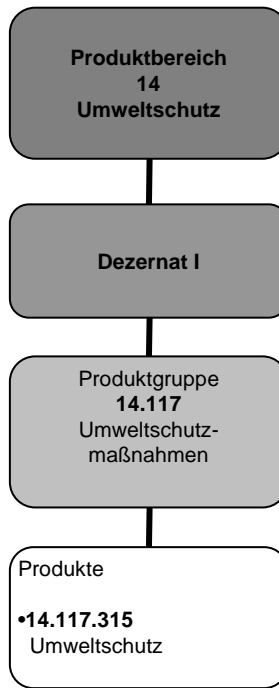 Produktbereich
14
Umweltschutz
Dezernat I
Produktgruppe
14.117
Umweltschutz-
maßnahmen
Produkte
•14.117.315
Umweltschutz